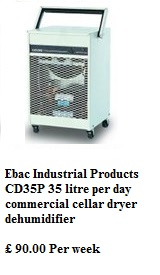 Ebac Industrial Products
CD35P 35 litre per day
commercial cellar dryer
dehumidifier
£ 90.00 Per week